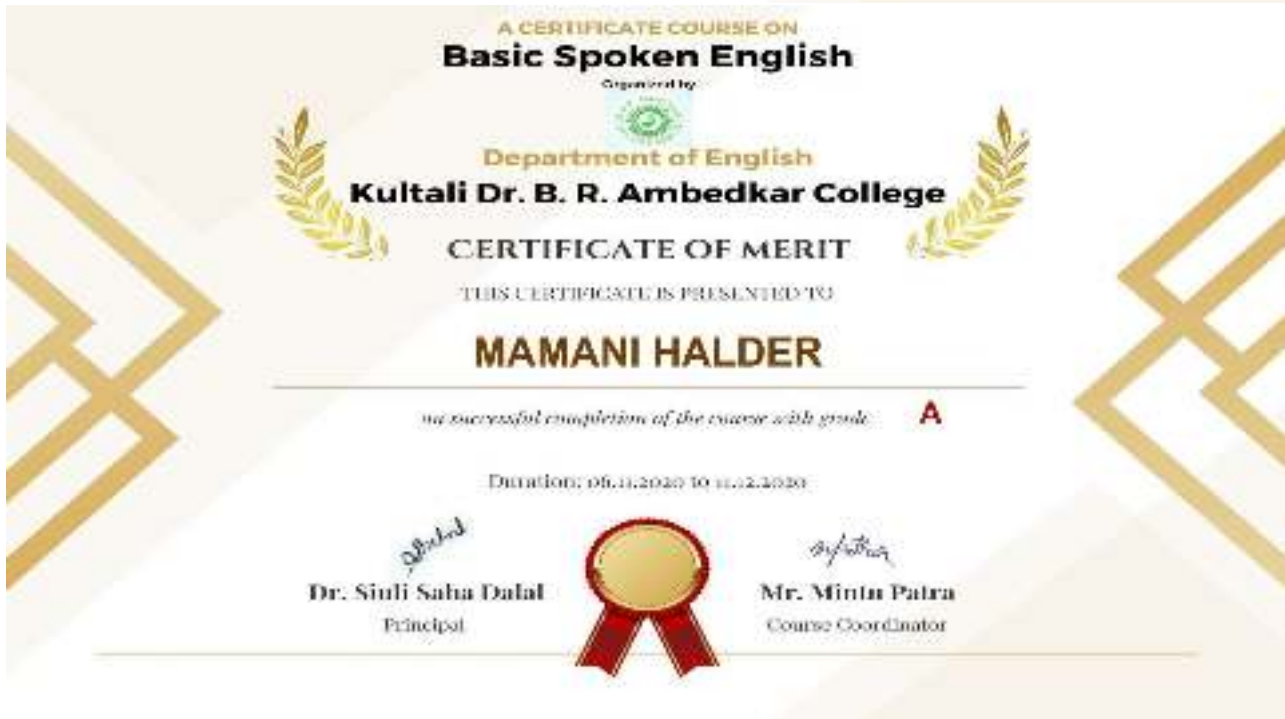 A CERTIFICATE COURSE ON
Basic Spoken English
Organized by
Department of English
Kultali Dr. B. R. Ambedkar College
CERTIFICATE OF MERIT
THIS CERTIFICATE IS PRESENTED TO
MAMANI HALDER
on successful completion of the course with grade A
Duration: 06.11.2020 to 11.12.2020
Dr. Siuli Saha Dalal
Principal
Mr. Mintu Patra
Course Coordinator